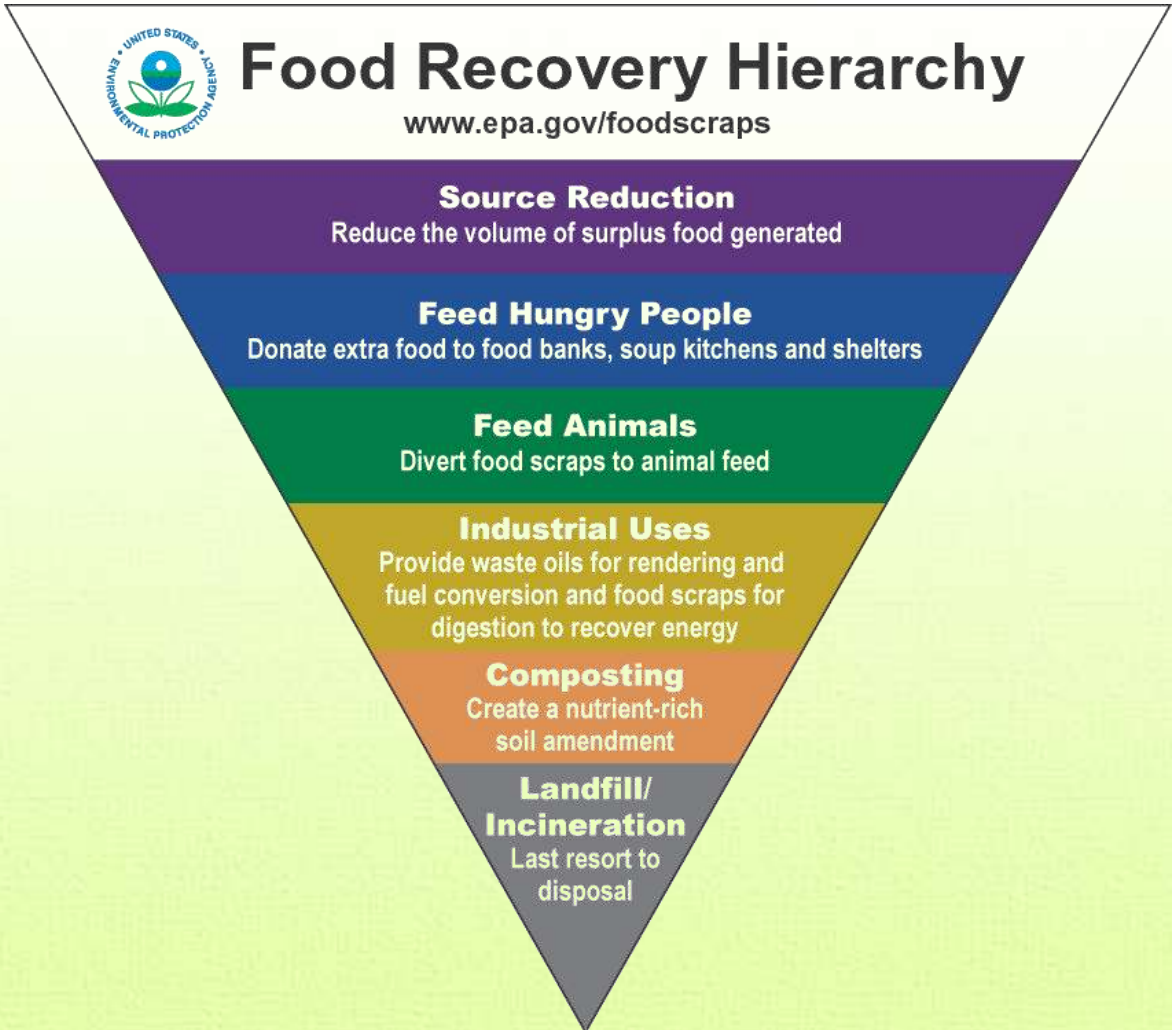 UNITED STATES • ENVIRONMENTAL PROTECTION AGENCY •
Food Recovery Hierarchy
www.epa.gov/foodscraps
Source Reduction
Reduce the volume of surplus food generated
Feed Hungry People
Donate extra food to food banks, soup kitchens and shelters
Feed Animals
Divert food scraps to animal feed
Industrial Uses
Provide waste oils for rendering and
fuel conversion and food scraps for
digestion to recover energy
Composting
Create a nutrient-rich
soil amendment
Landfill/
Incineration
Last resort to
disposal